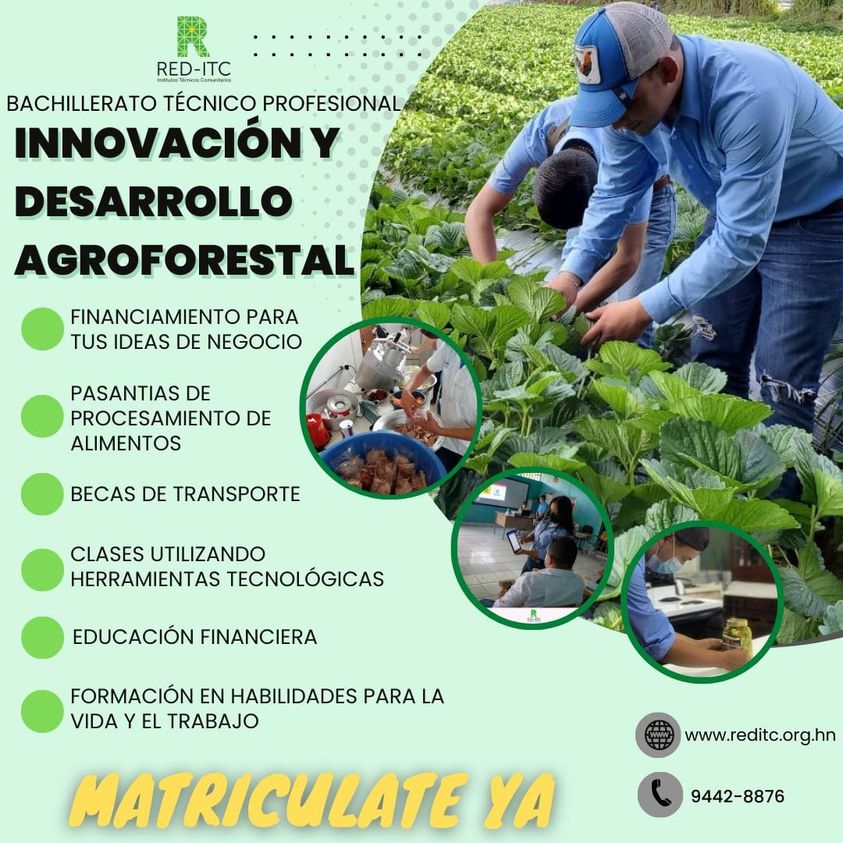 RED-ITC
Institutos Técnicos Comunitarios
BACHILLERATO TÉCNICO PROFESIONAL
INNOVACIÓN Y
DESARROLLO
AGROFORESTAL
FINANCIAMIENTO PARA
TUS IDEAS DE NEGOCIO
PASANTIAS DE
PROCESAMIENTO DE
ALIMENTOS
BECAS DE TRANSPORTE
CLASES UTILIZANDO
HERRAMIENTAS TECNOLÓGICAS
EDUCACIÓN FINANCIERA
FORMACIÓN EN HABILIDADES PARA LA
VIDA Y EL TRABAJO
MATRICULATE YA
www.reditc.org.hn
9442-8876